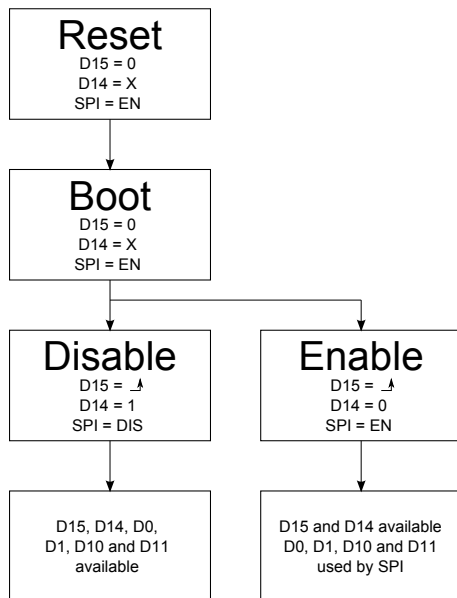 Reset
D15 = 0
D14 = X
SPI = EN
Boot
D15 = 0
D14 = X
SPI = EN
Disable
D15 =
D14 = 1
SPI = DIS
Enable
D15 =
D14 = 0
SPI = EN
D15, D14, D0,
D1, D10 and D11
available
D15 and D14 available
D0, D1, D10 and D11
used by SPI